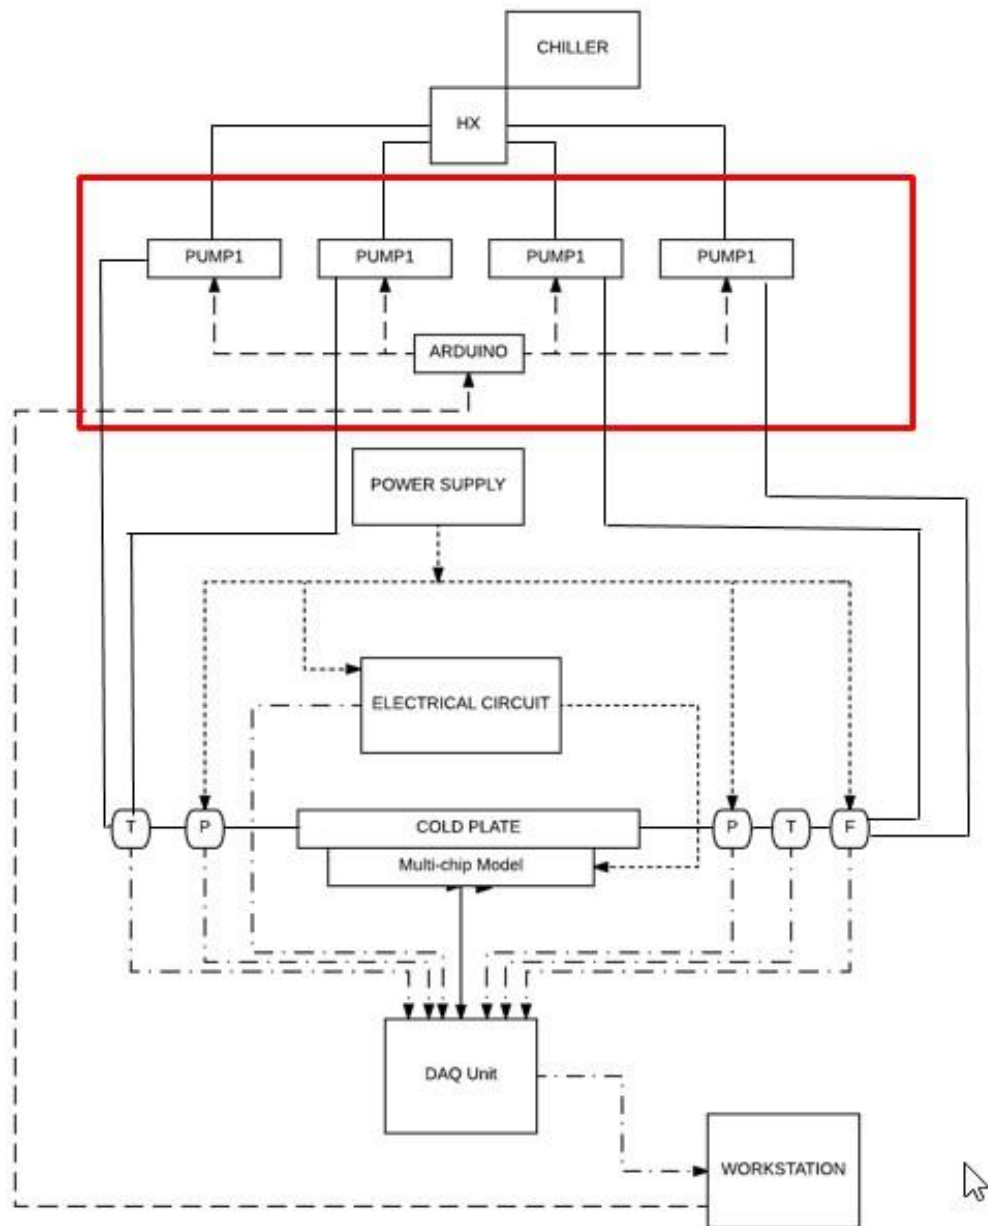 CHILLER
HX
PUMP1
PUMP1
PUMP1
PUMP1
ARDUINO
POWER SUPPLY
ELECTRICAL CIRCUIT
T
P
COLD PLATE
P
T
F
Multi-chip Model
DAQ Unit
WORKSTATION